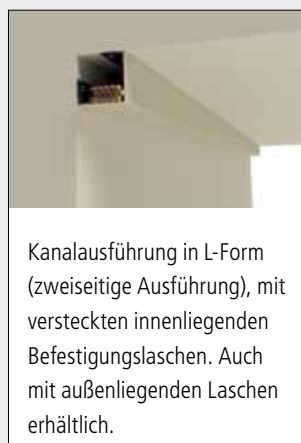 Kanalausführung in L-Form
(zweiseitige Ausführung), mit
versteckten innenliegenden
Befestigungslaschen. Auch
mit außenliegenden Laschen
erhältlich.